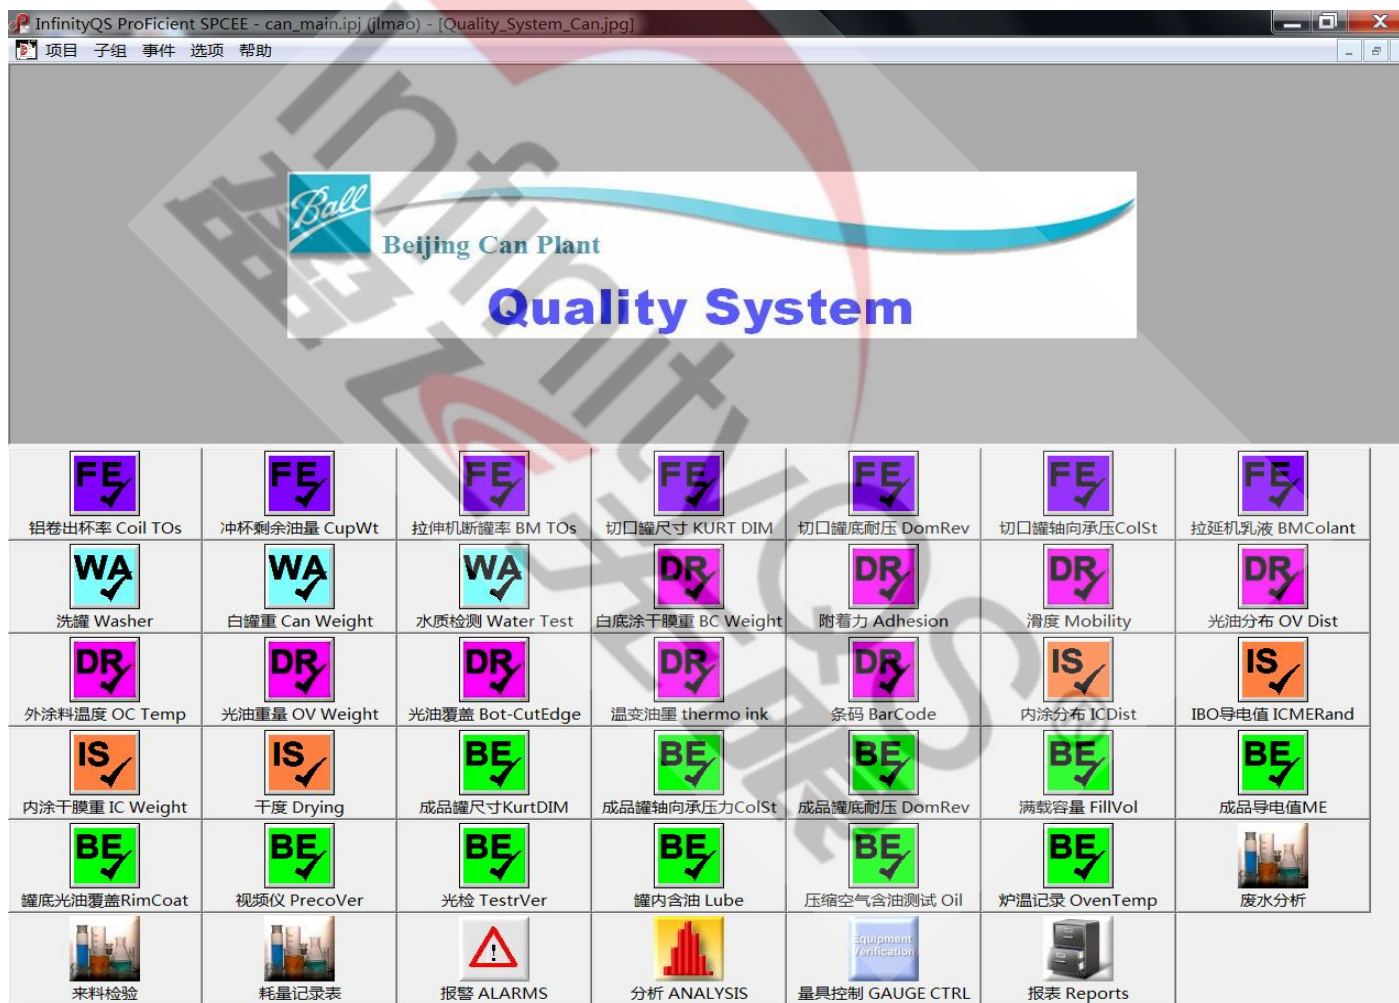 InfinityQS ProFicient SPCEE - can_main.ipj (jlmao) - [Quality_System_Can.jpg]
项目 子组 事件 选项 帮助
Ball
Beijing Can Plant
Quality System
FE FE FE FE FE FE FE
铝卷出杯率 Coil TOs 冲杯剩余油量 CupWt 拉伸机断罐率 BM TOs 切口罐尺寸 KURT DIM 切口罐底耐压 DomRev 切口罐轴向承压ColSt 拉延机乳液 BMColant
WA WA WA DR DR DR DR
洗罐 Washer 白罐重 Can Weight 水质检测 Water Test 白底涂干膜重 BC Weight 附着力 Adhesion 滑度 Mobility 光油分布 OV Dist
DR DR DR DR DR IS IS
外涂料温度 OC Temp 光油重量 OV Weight 光油覆盖 Bot-CutEdge 温变油墨 thermo ink 条码 BarCode 内涂分布 ICDist IBO导电值 ICMERand
IS IS BE BE BE BE BE
内涂干膜重 IC Weight 干度 Drying 成品罐尺寸KurtDIM 成品罐轴向承压力ColSt 成品罐底耐压 DomRev 满载容量 FillVol 成品导电值ME
BE BE BE BE BE BE
罐底光油覆盖RimCoat 视频仪 PrecoVer 光检 TestrVer 罐内含油 Lube 压缩空气含油测试 Oil 炉温记录 OvenTemp 废水分析
Equipment
Verification
来料检验 耗量记录表 报警 ALARMS 分析 ANALYSIS 量具控制 GAUGE CTRL 报表 Reports
InfinityQS®